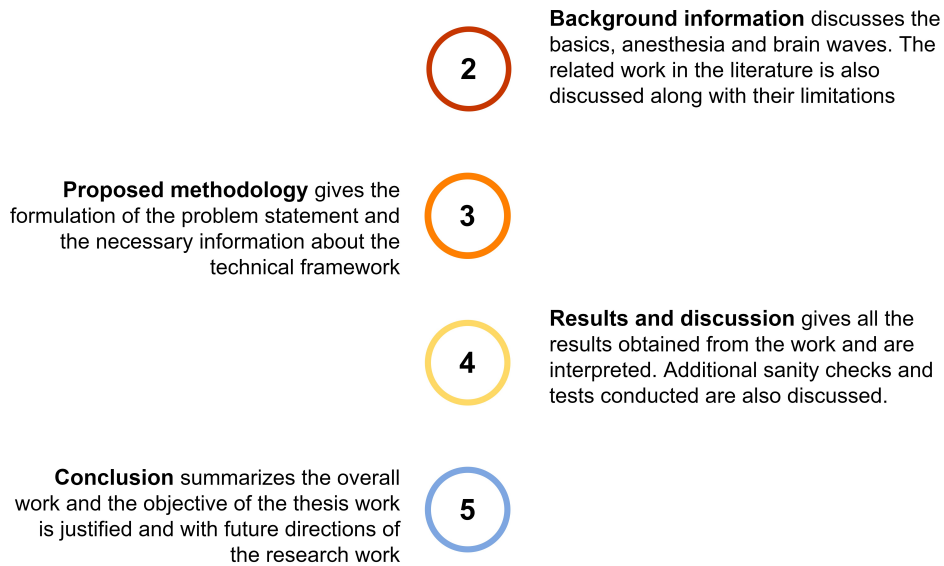 2
Background information discusses the
basics, anesthesia and brain waves. The
related work in the literature is also
discussed along with their limitations
3
Proposed methodology gives the
formulation of the problem statement and
the necessary information about the
technical framework
4
Results and discussion gives all the
results obtained from the work and are
interpreted. Additional sanity checks and
tests conducted are also discussed.
5
Conclusion summarizes the overall
work and the objective of the thesis work
is justified and with future directions of
the research work